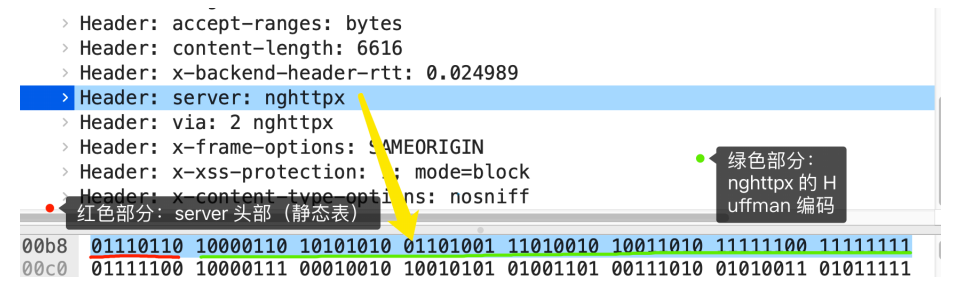 Header: accept-ranges: bytes
Header: content-length: 6616
Header: x-backend-header-rtt: 0.024989
Header: server: nghttpx
Header: via: 2 nghttpx
Header: x-frame-options: SAMEORIGIN
Header: x-xss-protection: 1; mode=block
Header: x-content-type-options: nosniff
绿色部分：
nghttpx 的 H
uffman 编码
红色部分：server 头部（静态表）
00b8 01110110 10000110 10101010 01101001 11010010 10011010 11111100 11111111
00c0 01111100 10000111 00010010 10010101 01001101 00111010 01010011 01011111